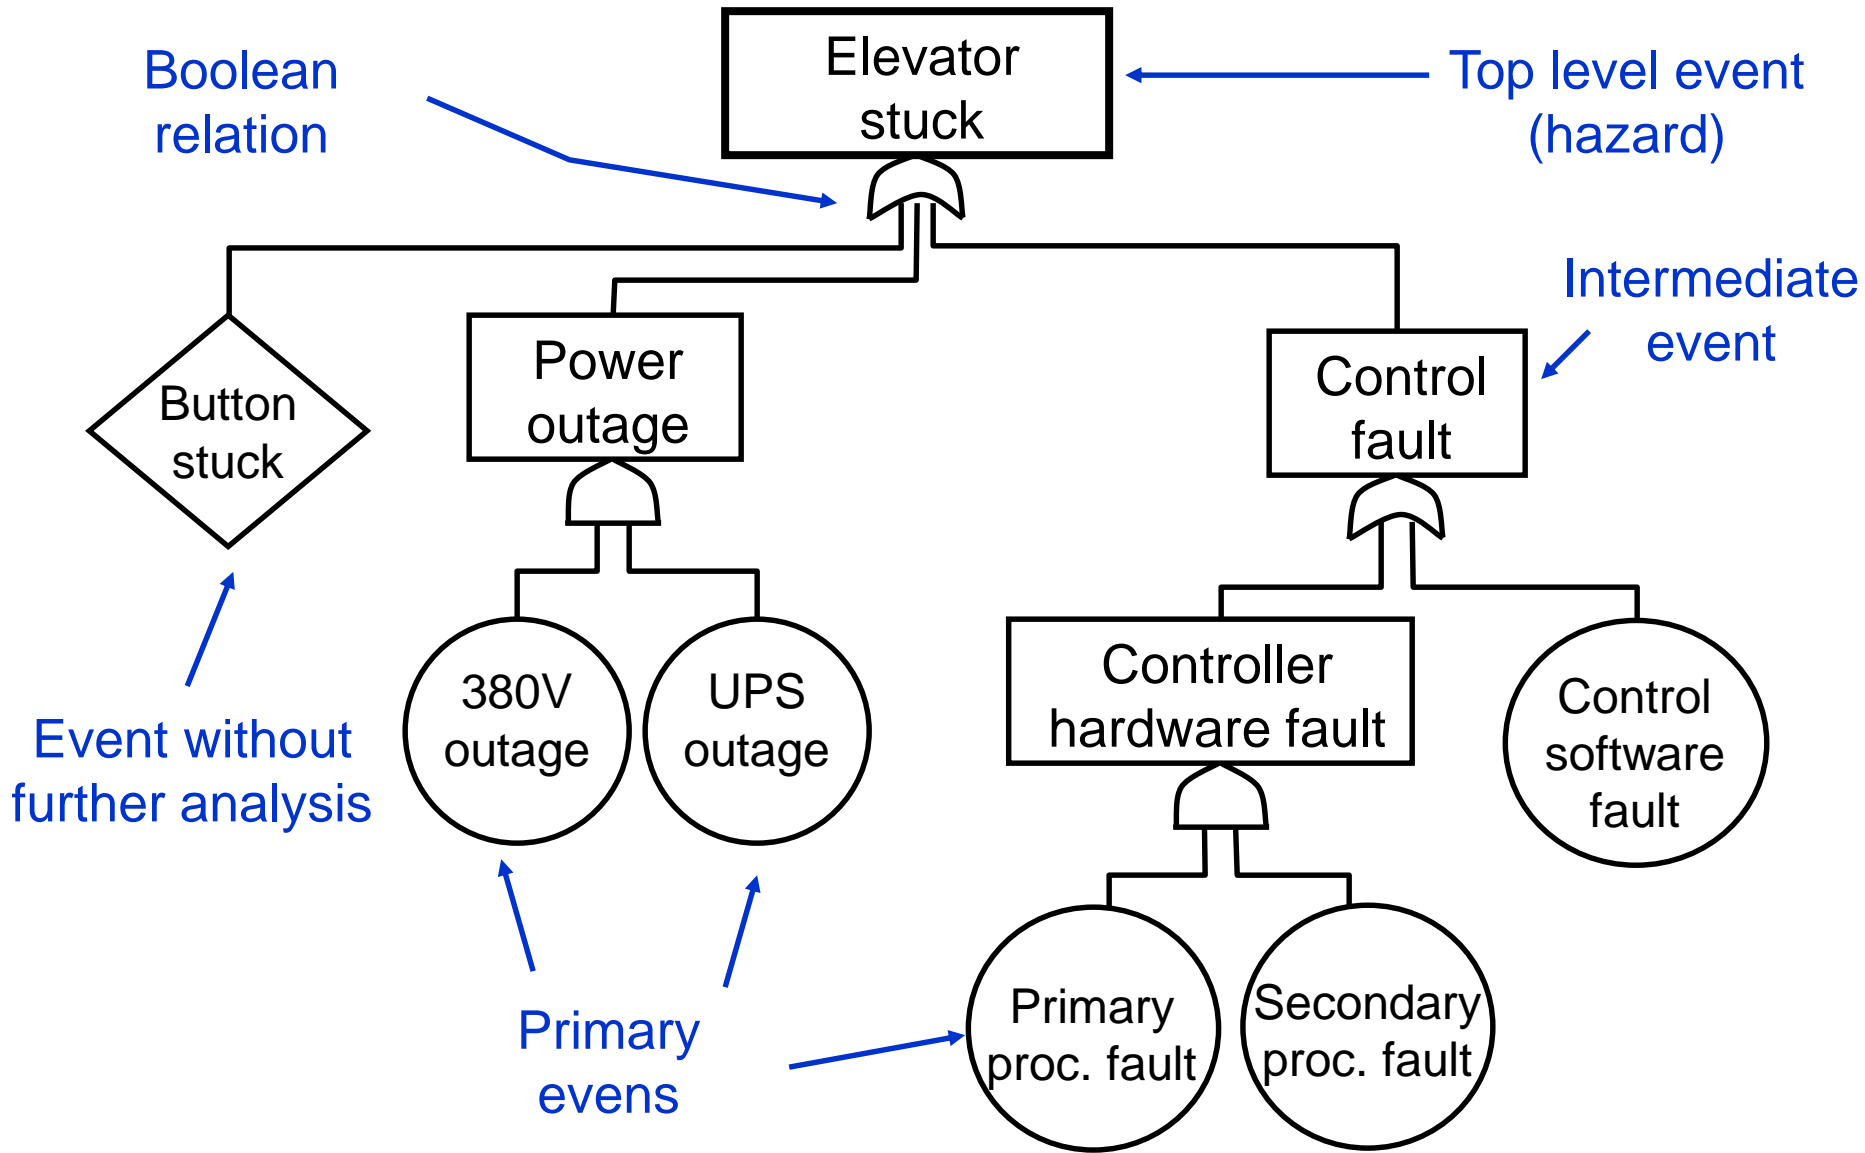 Elevator
stuck
Boolean
relation
Top level event
(hazard)
Intermediate
event
Button
stuck
Power
outage
Control
fault
Event without
further analysis
380V
outage
UPS
outage
Controller
hardware fault
Control
software
fault
Primary
evens
Primary
proc. fault
Secondary
proc. fault